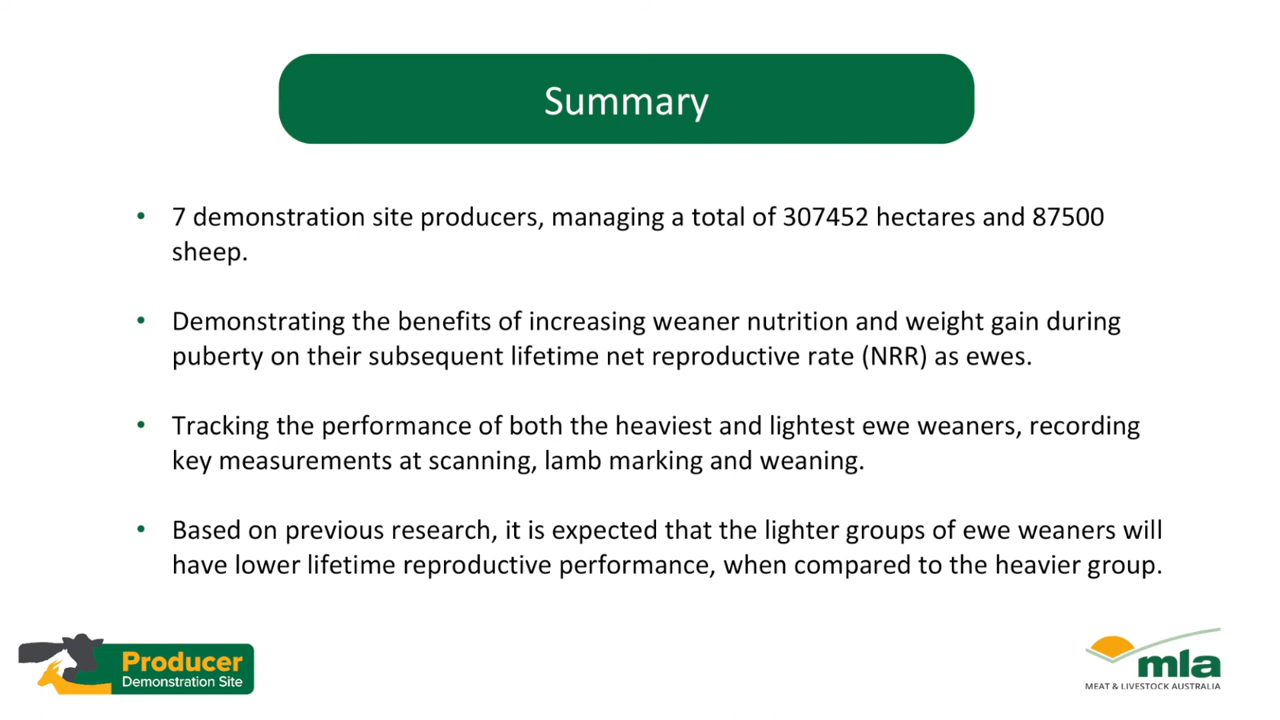 Summary
• 7 demonstration site producers, managing a total of 307452 hectares and 87500
sheep.
• Demonstrating the benefits of increasing weaner nutrition and weight gain during
puberty on their subsequent lifetime net reproductive rate (NRR) as ewes.
• Tracking the performance of both the heaviest and lightest ewe weaners, recording
key measurements at scanning, lamb marking and weaning.
• Based on previous research, it is expected that the lighter groups of ewe weaners will
have lower lifetime reproductive performance, when compared to the heavier group.
Producer
Demonstration Site
mla
MEAT & LIVESTOCK AUSTRALIA